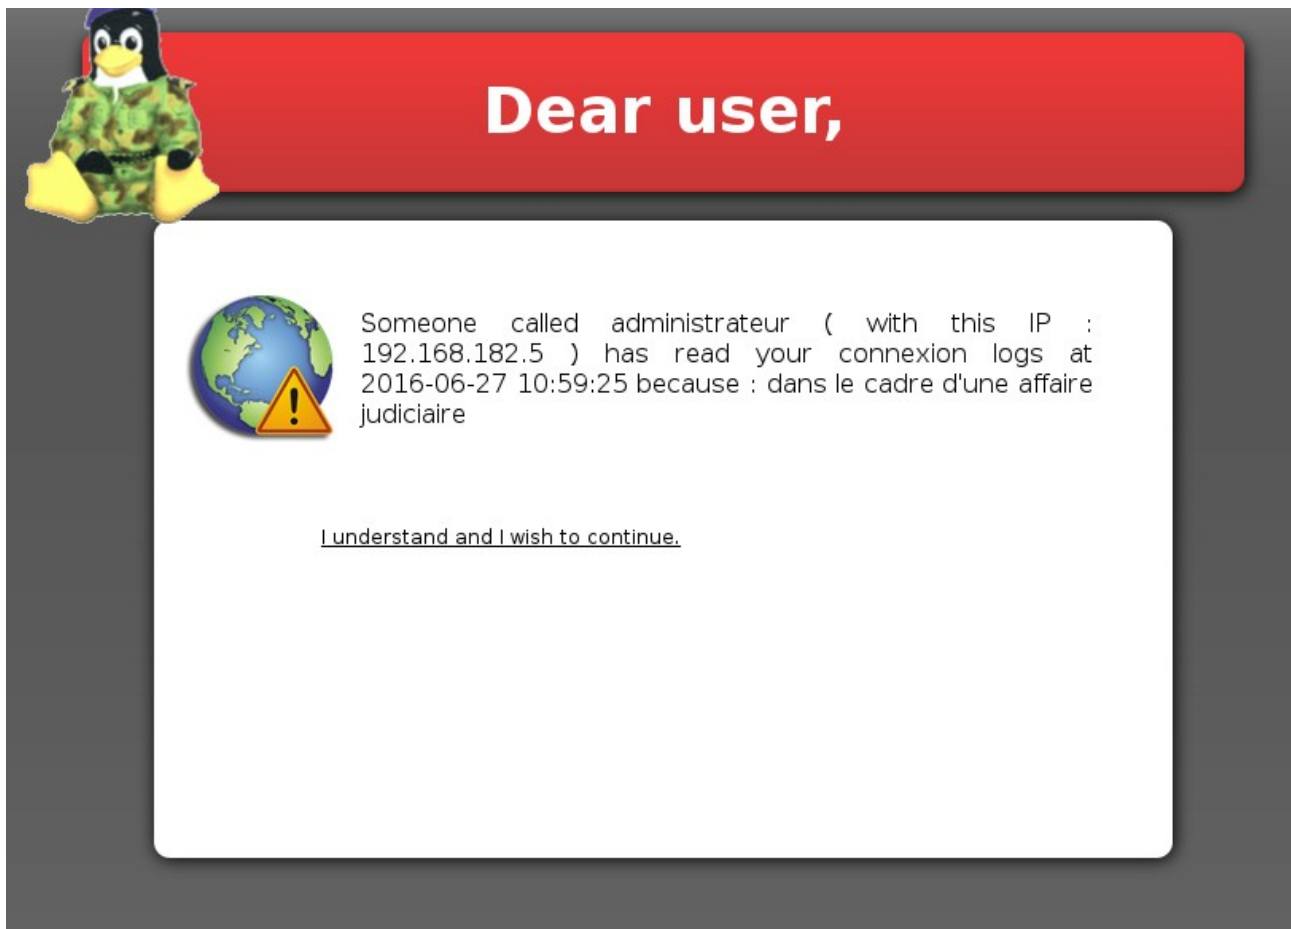 Dear user,
Someone called administrateur ( with this IP :
192.168.182.5 ) has read your connexion logs at
2016-06-27 10:59:25 because : dans le cadre d'une affaire
judiciaire
I understand and I wish to continue.